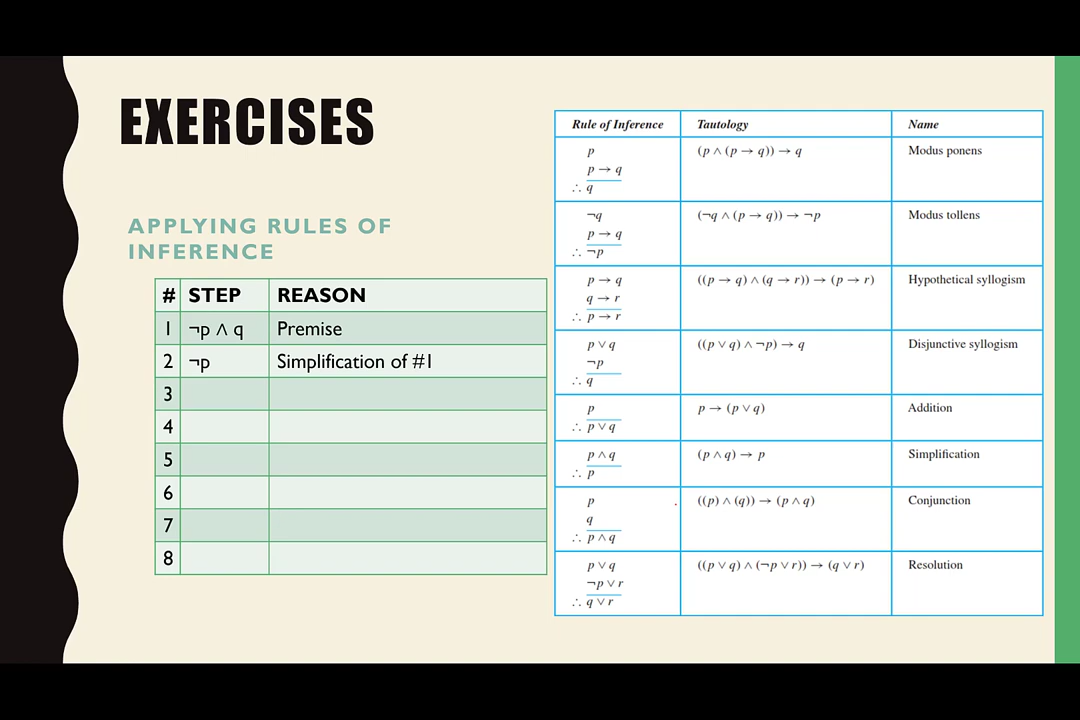 EXERCISES
APPLYING RULES OF
INFERENCE
# STEP REASON
1 ¬p ∧ q Premise
2 ¬p Simplification of #1
3
4
5
6
7
8
Rule of Inference Tautology Name
p (p ∧ (p → q)) → q Modus ponens
p → q
∴ q
¬q (¬q ∧ (p → q)) → ¬p Modus tollens
p → q
∴ ¬p
p → q ((p → q) ∧ (q → r)) → (p → r) Hypothetical syllogism
q → r
∴ p → r
p ∨ q ((p ∨ q) ∧ ¬p) → q Disjunctive syllogism
¬p
∴ q
p p → (p ∨ q) Addition
∴ p ∨ q
p ∧ q (p ∧ q) → p Simplification
∴ p
p ((p) ∧ (q)) → (p ∧ q) Conjunction
q
∴ p ∧ q
p ∨ q ((p ∨ q) ∧ (¬p ∨ r)) → (q ∨ r) Resolution
¬p ∨ r
∴ q ∨ r